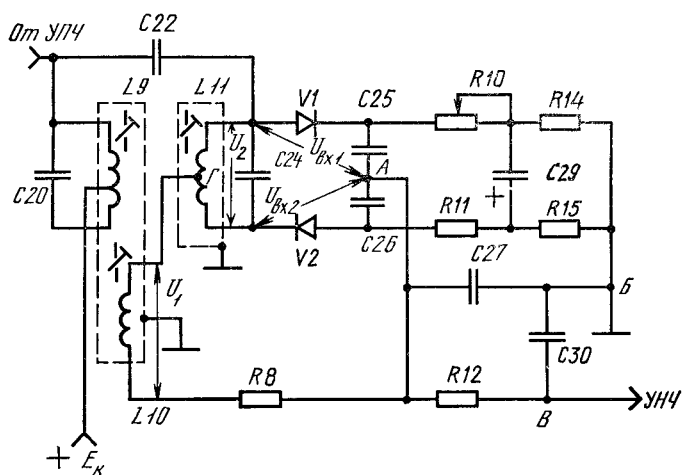 От УПЧ
C22
L9
L11
V1
C25
R10
R14
U₂
C24
Uвх1
A
C20
Г
Uвх2
C29
+
V2
C26
R11
R15
C27
Б
U₁
C30
R8
R12
L10
В
УНЧ
+ Eк